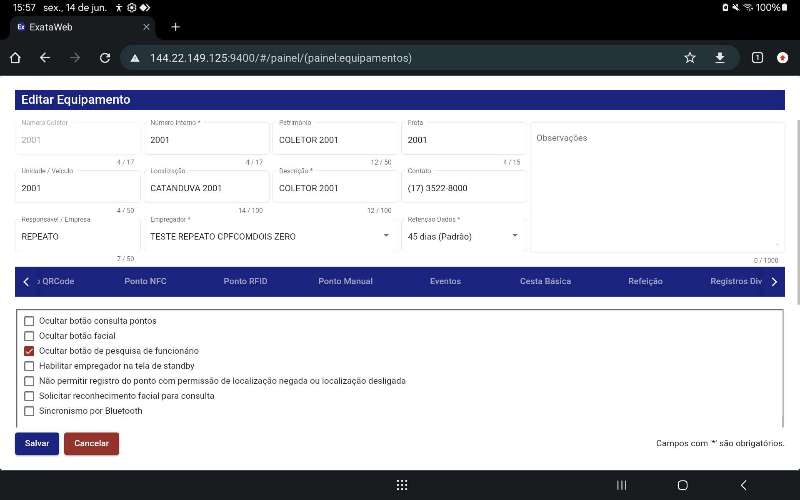 15:57 sex., 14 de jun. 100%
Ex ExataWeb
144.22.149.125:9400/#/painel/(painel:equipamentos)
1
Editar Equipamento
Número Coletor Número Interno * Patrimônio Frota
2001 2001 COLETOR 2001 2001 Observações
4 / 17 4 / 17 12 / 50 4 / 15
Unidade / Veículo Localização Descrição * Contato
2001 CATANDUVA 2001 COLETOR 2001 (17) 3522-8000
4 / 50 14 / 100 12 / 100
Responsável / Empresa Empregador * Retenção Dados *
REPEATO TESTE REPEATO CPFCOMDOIS ZERO 45 dias (Padrão)
7 / 50 0 / 1000
o QRCode Ponto NFC Ponto RFID Ponto Manual Eventos Cesta Básica Refeição Registros Div
Ocultar botão consulta pontos
Ocultar botão facial
Ocultar botão de pesquisa de funcionário
Habilitar empregador na tela de standby
Não permitir registro do ponto com permissão de localização negada ou localização desligada
Solicitar reconhecimento facial para consulta
Sincronismo por Bluetooth
Salvar Cancelar Campos com '*' são obrigatórios.